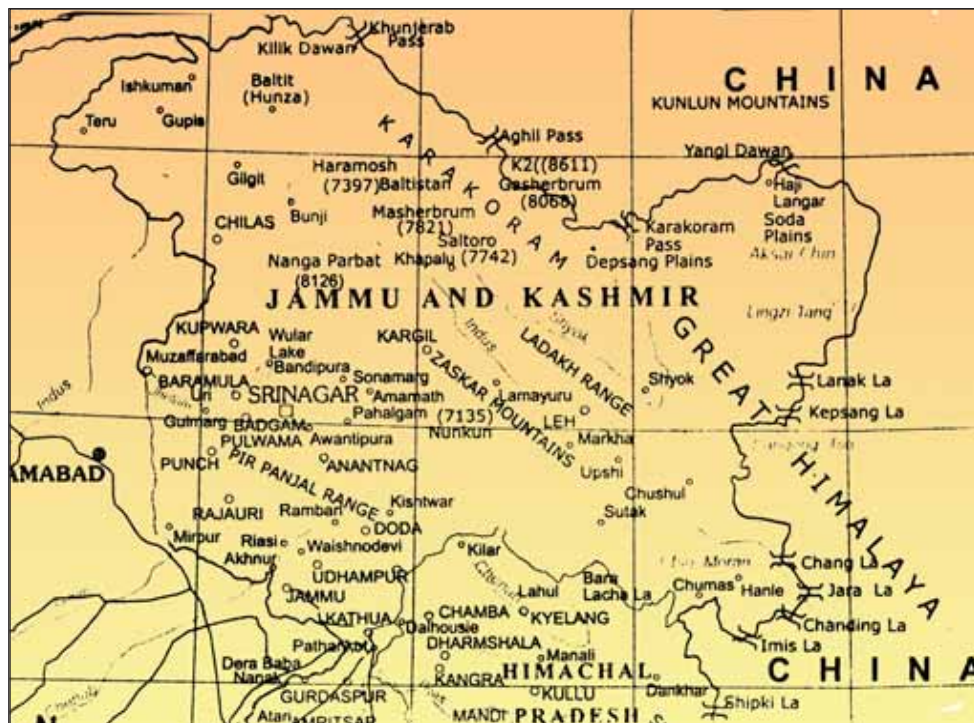 Khunjerab
Pass
Kilik Dawan
CHINA
KUNLUN MOUNTAINS
Ishkuman
Baltit
(Hunza)
Teru
Gupis
KARAKORAM
Aghil Pass
Yangi Dawan
K2((8611)
Haramosh
(7397)
Baltistan
Gasherbrum
(8068)
Haji
Langar
Gilgit
Bunji
Masherbrum
(7821)
Soda
Plains
CHILAS
Karakoram
Pass
Saltoro
(7742)
Khapalu
Aksai Chin
Nanga Parbat
(8126)
Depsang Plains
JAMMU AND KASHMIR
Lingzi Tang
GREAT HIMALAYA
KUPWARA
Wular
Lake
KARGIL
Indus
Shyok
LADAKH RANGE
Muzaffarabad
Bandipura
ZASKAR MOUNTAINS
Indus
BARAMULA
Uri
SRINAGAR
Sonamarg
Amarnath
Lamayuru
Shyok
Lanak La
Gulmarg
BADGAM
Pahalgam
(7135)
Nunkun
LEH
Kepsang La
PULWAMA
Awantipura
Markha
PUNCH
PIR PANJAL RANGE
ANANTNAG
Upshi
AMABAD
Chushul
RAJAURI
Ramban
Kishtwar
Sutak
DODA
Mirpur
Riasi
Waishnodevi
Kilar
Akhnur
Chang La
UDHAMPUR
Lahul
Bara
Lacha La
Chumas
Hanle
Jara La
JAMMU
KATHUA
CHAMBA
KYELANG
Chanding La
Dalhousie
Imis La
Pathankot
DHARMSHALA
Manali
Dera Baba
Nanak
HIMACHAL
CHINA
KANGRA
GURDASPUR
KULLU
Dankhar
Shipki La
Atari
AMRITSAR
MANDI
PRADESH